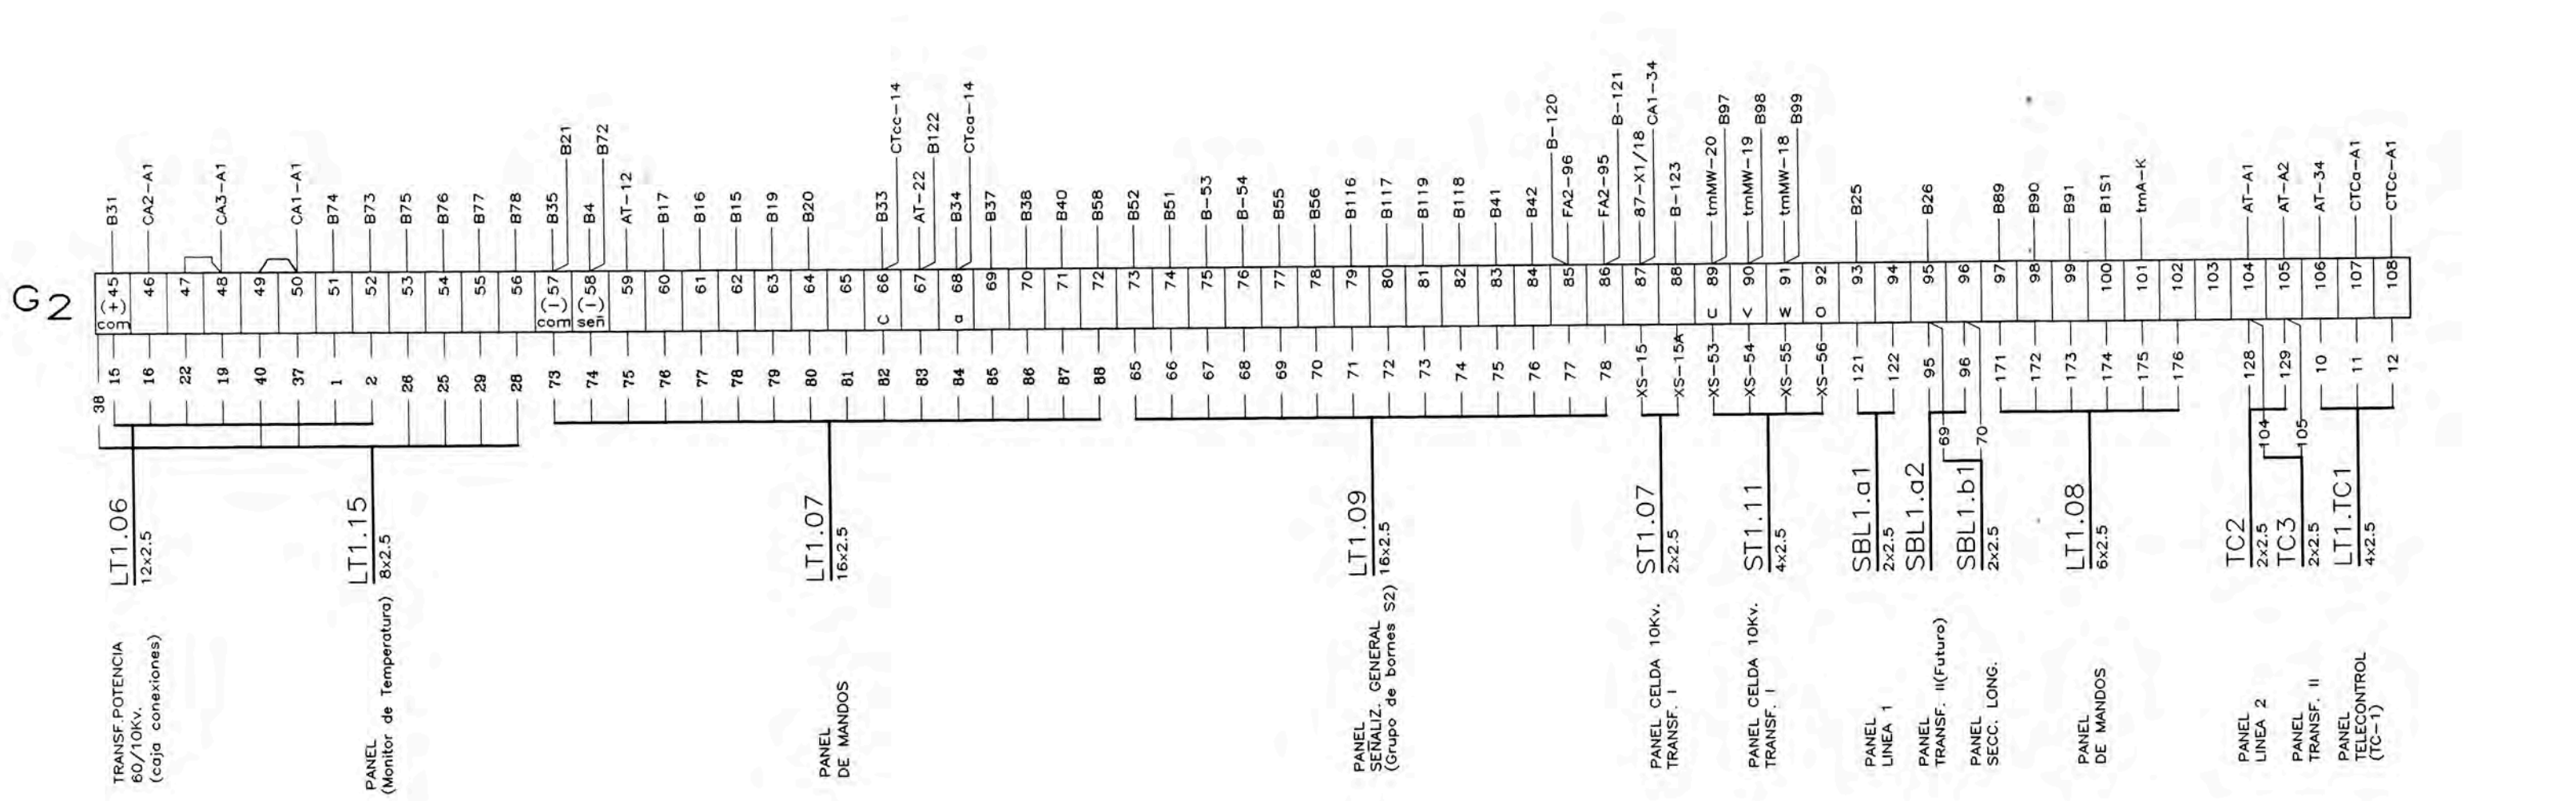 G2
B31
CA2-A1
CA3-A1
CA1-A1
B74
B73
B75
B76
B77
B78
B35
B21
B4
B72
AT-12
B17
B16
B15
B19
B20
B33
CTcc-14
AT-22
B122
B34
CTca-14
B37
B38
B40
B58
B52
B51
B-53
B-54
B55
B56
B116
B117
B119
B118
B41
B42
B-120
FA2-96
FA2-95
B-121
87-X1/18
CA1-34
B-123
tmMW-20
B97
tmMW-19
B98
tmMW-18
B99
B25
B26
B89
B90
B91
B1S1
tmA-K
AT-A1
AT-A2
AT-34
CTCa-A1
CTCc-A1
45 (+) com
46
47
48
49
50
51
52
53
54
55
56
57 (-) com
58 (-) señ
59
60
61
62
63
64
65
66 C
67
68 a
69
70
71
72
73
74
75
76
77
78
79
80
81
82
83
84
85
86
87
88
89 U
90 V
91 W
92 O
93
94
95
96
97
98
99
100
101
102
103
104
105
106
107
108
38
15
16
22
19
40
37
1
2
26
25
29
28
73
74
75
76
77
78
79
80
81
82
83
84
85
86
87
88
65
66
67
68
69
70
71
72
73
74
75
76
77
78
XS-15
XS-15A
XS-53
XS-54
XS-55
XS-56
121
122
95
96
69
70
171
172
173
174
175
176
128
129
104
105
10
11
12
LT1.06
12x2.5
LT1.15
8x2.5
LT1.07
16x2.5
LT1.09
16x2.5
ST1.07
2x2.5
ST1.11
4x2.5
SBL1.a1
2x2.5
SBL1.a2
SBL1.b1
2x2.5
LT1.08
6x2.5
TC2
2x2.5
TC3
2x2.5
LT1.TC1
4x2.5
TRANSF.POTENCIA
60/10Kv.
(caja conexiones)
PANEL
(Monitor de Temperatura)
PANEL
DE MANDOS
PANEL
SEÑALIZ. GENERAL
(Grupo de bornes S2)
PANEL CELDA 10Kv.
TRANSF. I
PANEL CELDA 10Kv.
TRANSF. I
PANEL
LINEA 1
PANEL
TRANSF. II(Futuro)
PANEL
SECC. LONG.
PANEL
DE MANDOS
PANEL
LINEA 2
PANEL
TRANSF. II
PANEL
TELECONTROL
(TC-1)